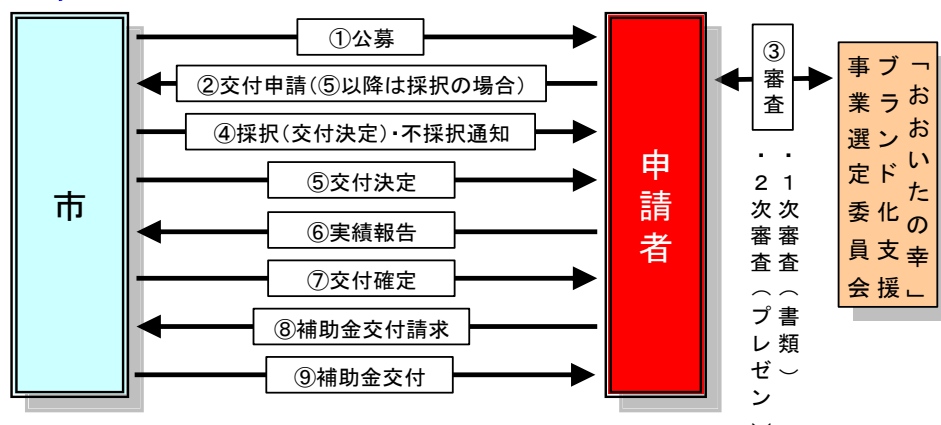 市
①公募
②交付申請(⑤以降は採択の場合)
④採択(交付決定)・不採択通知
⑤交付決定
⑥実績報告
⑦交付確定
⑧補助金交付請求
⑨補助金交付
申請者
③審査
・1次審査(書類)
・2次審査(プレゼン)
「おおいたの幸」
ブランド化支援
事業選定委員会